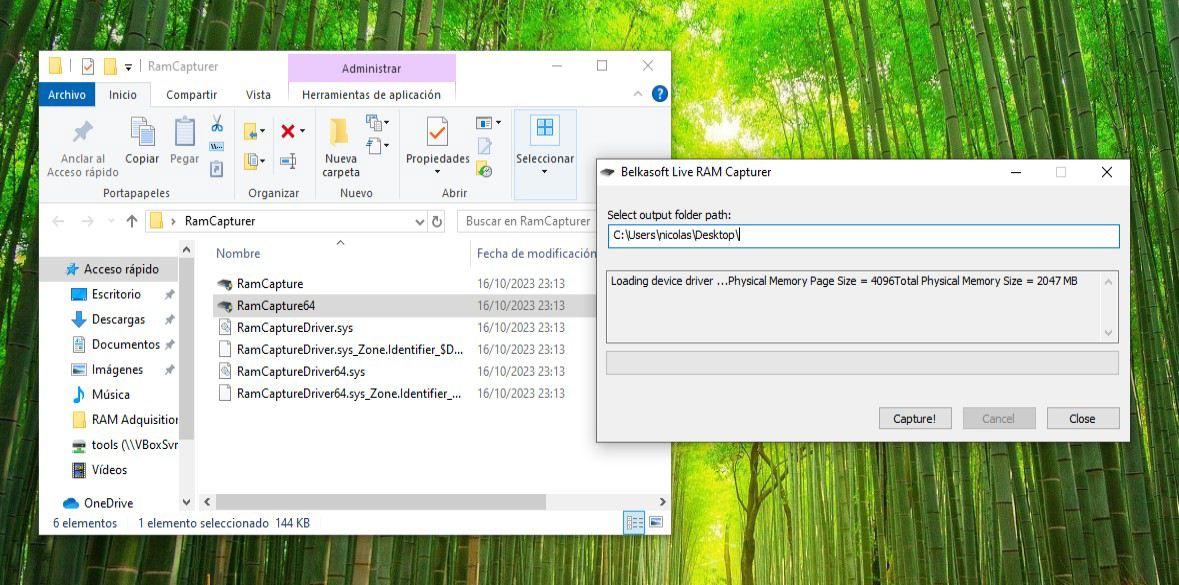 RamCapturer
Administrar
Archivo Inicio Compartir Vista Herramientas de aplicación
Anclar al Acceso rápido
Copiar
Pegar
Nueva carpeta
Propiedades
Seleccionar
Portapapeles Organizar Nuevo Abrir
RamCapturer
Buscar en RamCapturer
Nombre Fecha de modificación
Acceso rápido
Escritorio
Descargas
Documentos
Imágenes
Música
RAM Adquisition
tools (\\VBoxSvr
Vídeos
OneDrive
RamCapture 16/10/2023 23:13
RamCapture64 16/10/2023 23:13
RamCaptureDriver.sys 16/10/2023 23:13
RamCaptureDriver.sys_Zone.Identifier_$D... 16/10/2023 23:13
RamCaptureDriver64.sys 16/10/2023 23:13
RamCaptureDriver64.sys_Zone.Identifier_... 16/10/2023 23:13
6 elementos 1 elemento seleccionado 144 KB
Belkasoft Live RAM Capturer
Select output folder path:
C:\Users\nicolas\Desktop\
Loading device driver ...Physical Memory Page Size = 4096Total Physical Memory Size = 2047 MB
Capture! Cancel Close